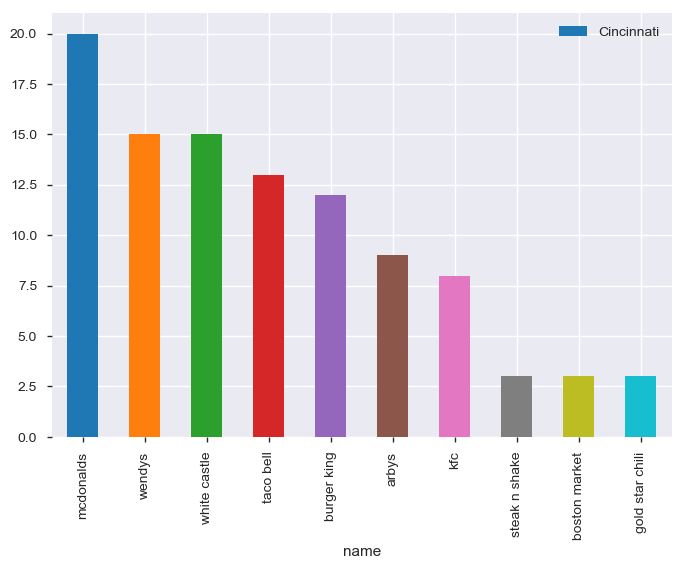 Cincinnati
20.0
17.5
15.0
12.5
10.0
7.5
5.0
2.5
0.0
mcdonalds
wendys
white castle
taco bell
burger king
arbys
kfc
steak n shake
boston market
gold star chili
name